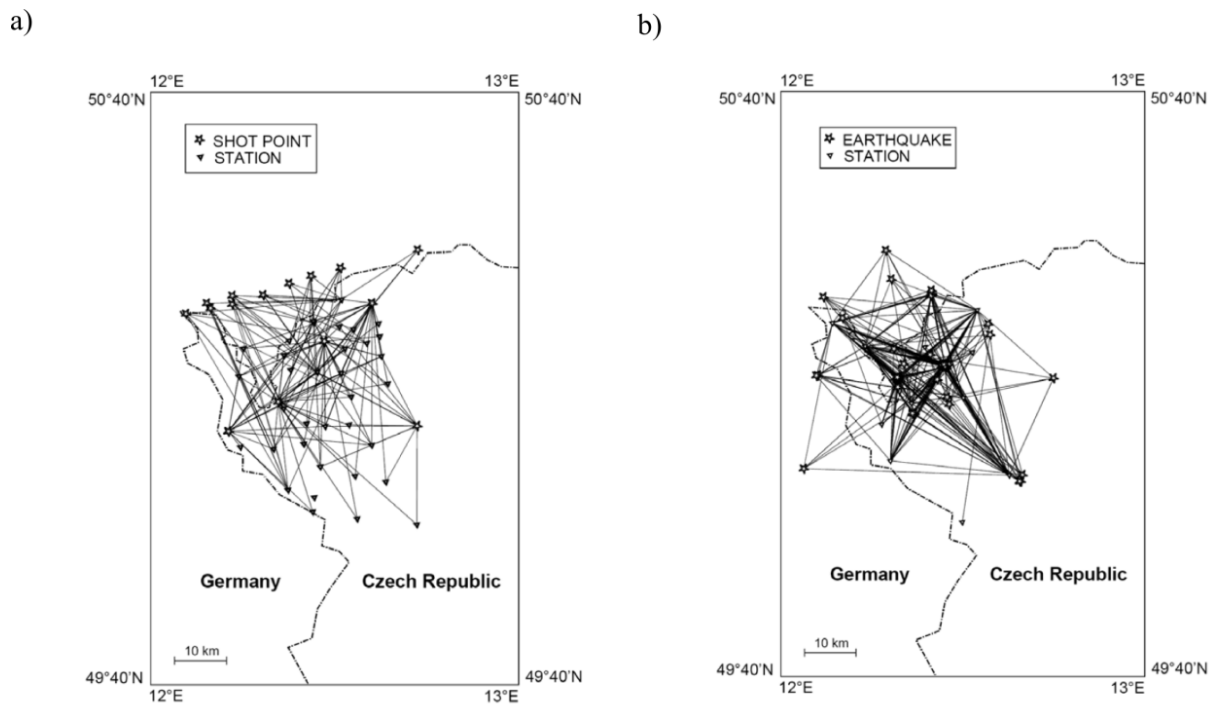 a)
12°E 13°E
50°40'N 50°40'N
SHOT POINT
STATION
Germany Czech Republic
10 km
49°40'N 49°40'N
12°E 13°E
b)
12°E 13°E
50°40'N 50°40'N
EARTHQUAKE
STATION
Germany Czech Republic
10 km
49°40'N 49°40'N
12°E 13°E